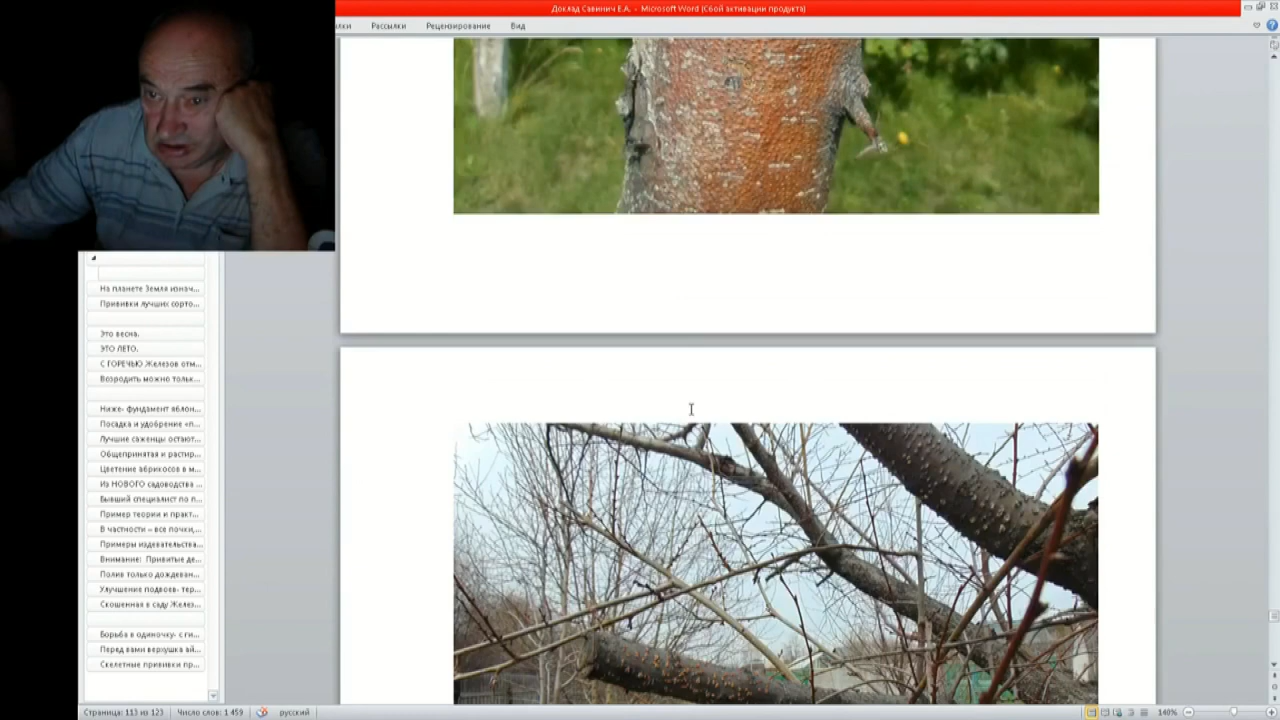 Доклад Савинич Е.А. - Microsoft Word (Сбой активации продукта)
лки Рассылки Рецензирование Вид
На планете Земля изнач...
Прививки лучших сорто...
Это весна.
ЭТО ЛЕТО.
С ГОРЕЧЬЮ Железов отм...
Возродить можно тольк...
Ниже- фундамент яблон...
Посадка и удобрение «п...
Лучшие саженцы остают...
Общепринятая и растир...
Цветение абрикосов в м...
Из НОВОГО садоводства ...
Бывший специалист по п...
Пример теории и практ...
В частности – все почки,...
Примеры издевательства...
Внимание: Привитые де...
Полив только дождеван...
Улучшение подвоев- тер...
Скошенная в саду Желез...
Борьба в одиночку- с ги...
Перед вами верхушка ай...
Скелетные прививки пр...
Страница: 113 из 123 Число слов: 1 459 русский 140%